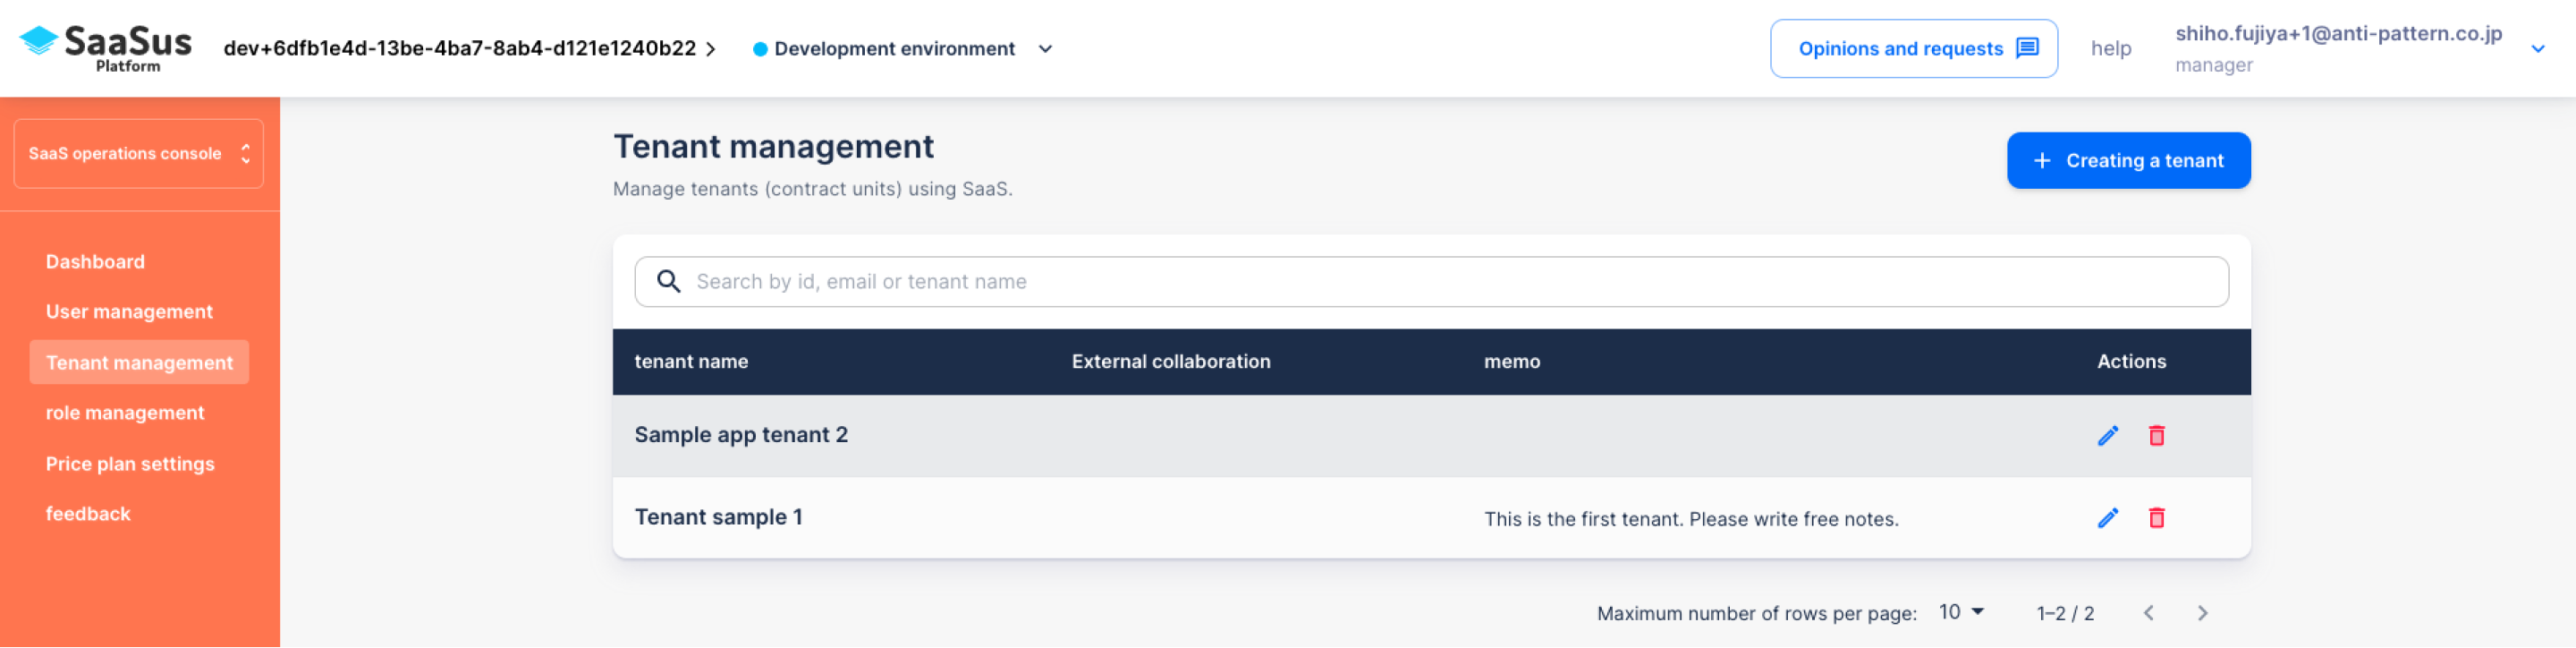 SaaSus
Platform
dev+6dfb1e4d-13be-4ba7-8ab4-d121e1240b22
Development environment
Opinions and requests
help
shiho.fujiya+1@anti-pattern.co.jp
manager
SaaS operations console
Dashboard
User management
Tenant management
role management
Price plan settings
feedback
Tenant management
Manage tenants (contract units) using SaaS.
+ Creating a tenant
Search by id, email or tenant name
tenant name External collaboration memo Actions
Sample app tenant 2
Tenant sample 1 This is the first tenant. Please write free notes.
Maximum number of rows per page: 10 1–2 / 2